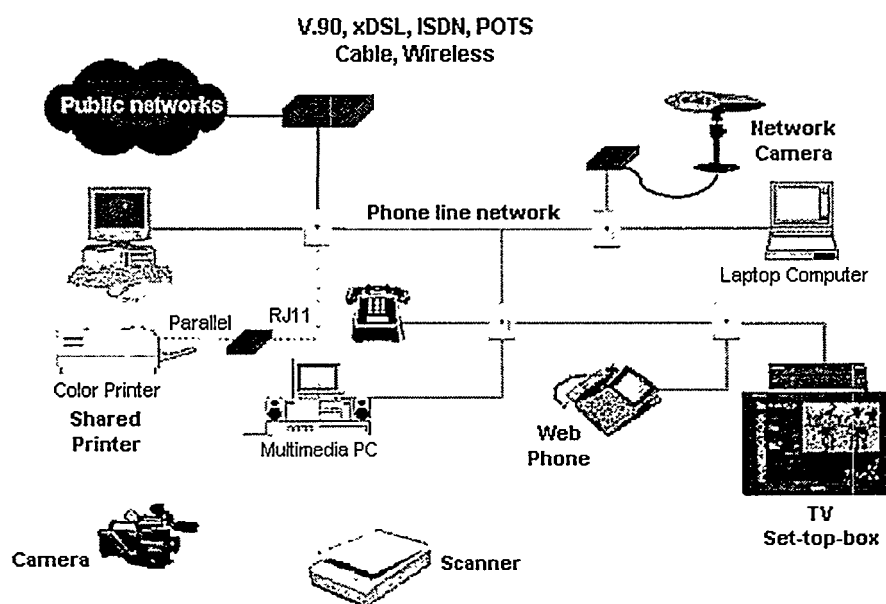 V.90, xDSL, ISDN, POTS
Cable, Wireless
Public networks
Network
Camera
Phone line network
Laptop Computer
Parallel
RJ11
Color Printer
Shared
Printer
Multimedia PC
Web
Phone
TV
Set-top-box
Camera
Scanner